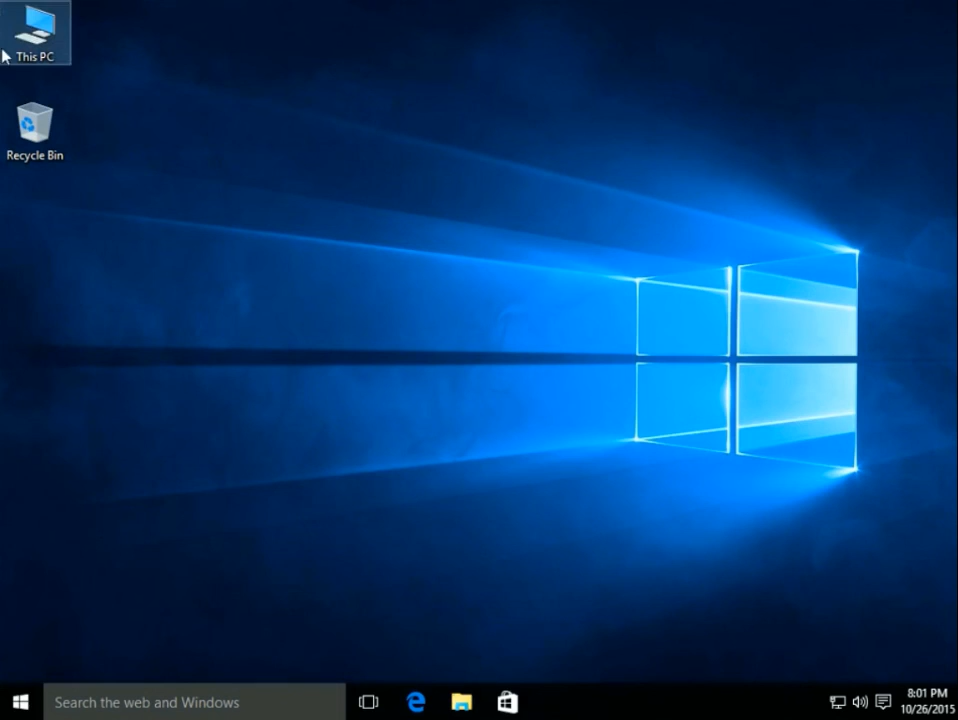 This PC
Recycle Bin
Search the web and Windows
8:01 PM
10/26/2015